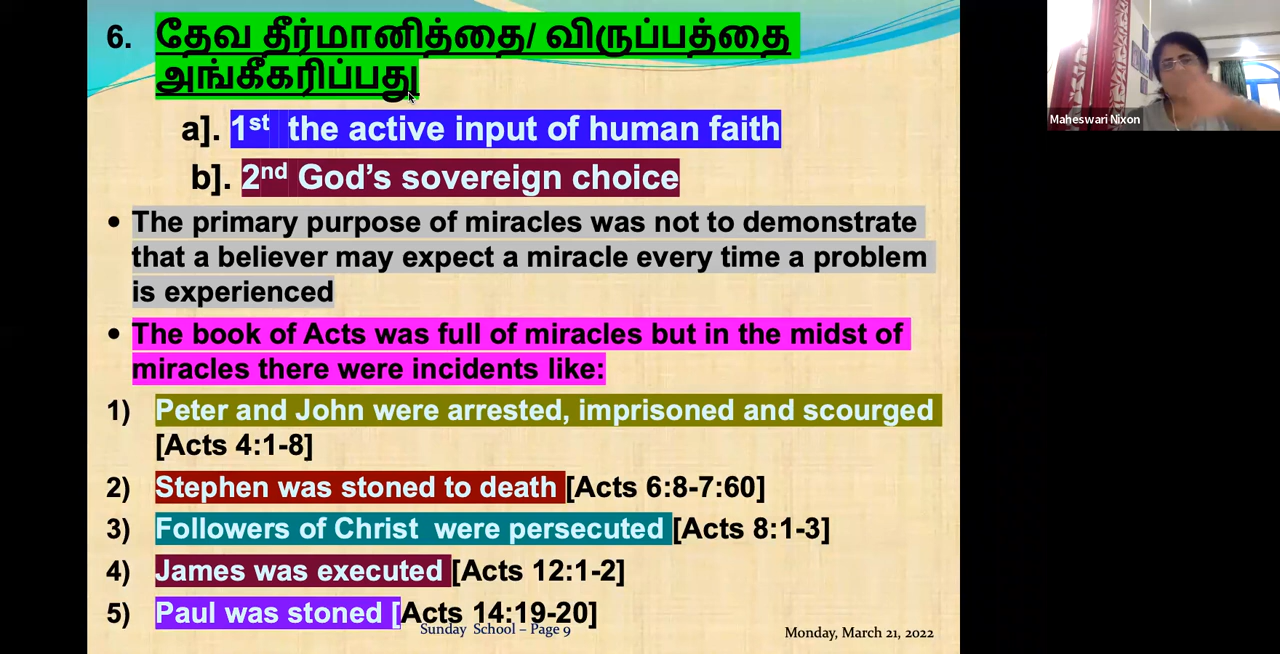 6. தேவ தீர்மானித்தை/ விருப்பத்தை
அங்கீகரிப்பது
a]. 1st the active input of human faith
b]. 2nd God's sovereign choice
• The primary purpose of miracles was not to demonstrate
that a believer may expect a miracle every time a problem
is experienced
• The book of Acts was full of miracles but in the midst of
miracles there were incidents like:
1) Peter and John were arrested, imprisoned and scourged
[Acts 4:1-8]
2) Stephen was stoned to death [Acts 6:8-7:60]
3) Followers of Christ were persecuted [Acts 8:1-3]
4) James was executed [Acts 12:1-2]
5) Paul was stoned [Acts 14:19-20]
Sunday School – Page 9
Monday, March 21, 2022
Maheswari Nixon